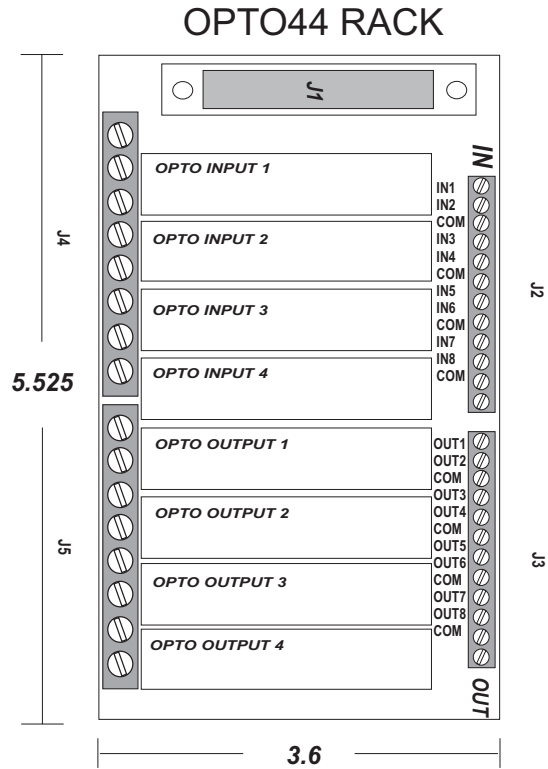 OPTO44 RACK
J1
IN
OPTO INPUT 1
OPTO INPUT 2
OPTO INPUT 3
OPTO INPUT 4
IN1
IN2
COM
IN3
IN4
COM
IN5
IN6
COM
IN7
IN8
COM
J4
J2
5.525
OPTO OUTPUT 1
OPTO OUTPUT 2
OPTO OUTPUT 3
OPTO OUTPUT 4
OUT1
OUT2
COM
OUT3
OUT4
COM
OUT5
OUT6
COM
OUT7
OUT8
COM
J5
J3
OUT
3.6